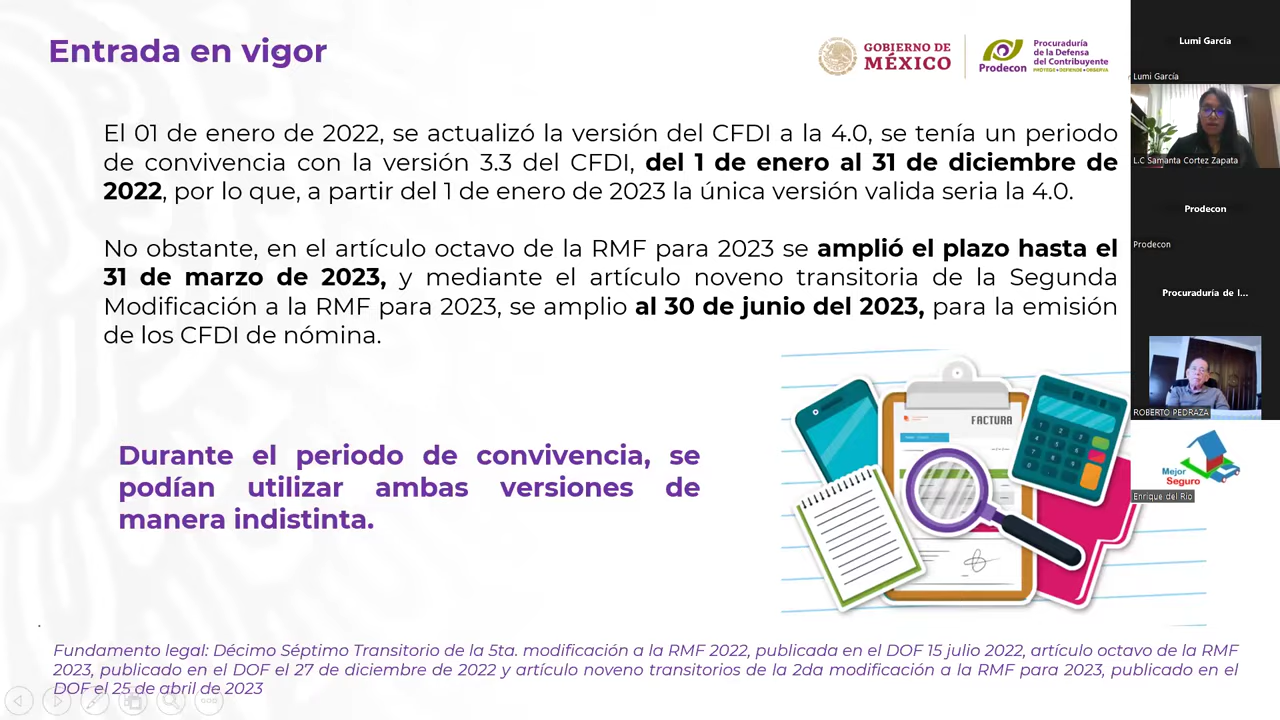 Entrada en vigor
GOBIERNO DE
MÉXICO
Prodecon
Procuraduría
de la Defensa
del Contribuyente
PROTEGE • DEFIENDE • OBSERVA
El 01 de enero de 2022, se actualizó la versión del CFDI a la 4.0, se tenía un periodo
de convivencia con la versión 3.3 del CFDI, del 1 de enero al 31 de diciembre de
2022, por lo que, a partir del 1 de enero de 2023 la única versión valida seria la 4.0.
No obstante, en el artículo octavo de la RMF para 2023 se amplió el plazo hasta el
31 de marzo de 2023, y mediante el artículo noveno transitoria de la Segunda
Modificación a la RMF para 2023, se amplio al 30 de junio del 2023, para la emisión
de los CFDI de nómina.
Durante el periodo de convivencia, se
podían utilizar ambas versiones de
manera indistinta.
FACTURA
Fundamento legal: Décimo Séptimo Transitorio de la 5ta. modificación a la RMF 2022, publicada en el DOF 15 julio 2022, artículo octavo de la RMF
2023, publicado en el DOF el 27 de diciembre de 2022 y artículo noveno transitorios de la 2da modificación a la RMF para 2023, publicado en el
DOF el 25 de abril de 2023
Lumi García
Lumi García
L.C Samanta Cortez Zapata
Prodecon
Prodecon
Procuraduría de l...
ROBERTO PEDRAZA
Mejor
Seguro
Enrique del Rio